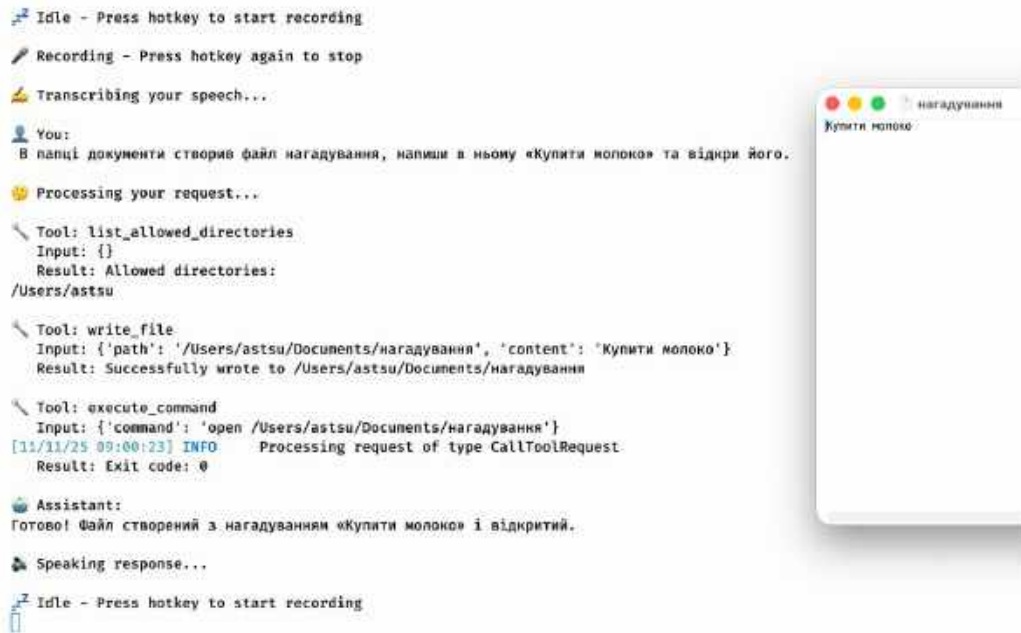 Idle - Press hotkey to start recording
Recording - Press hotkey again to stop
Transcribing your speech...
You:
В папці документи створив файл нагадування, напиши в ньому «Купити молоко» та відкри його.
Processing your request...
Tool: list_allowed_directories
Input: {}
Result: Allowed directories:
/Users/astsu
Tool: write_file
Input: {'path': '/Users/astsu/Documents/нагадування', 'content': 'Купити молоко'}
Result: Successfully wrote to /Users/astsu/Documents/нагадування
Tool: execute_command
Input: {'command': 'open /Users/astsu/Documents/нагадування'}
[11/11/25 09:00:23] INFO Processing request of type CallToolRequest
Result: Exit code: 0
Assistant:
Готово! Файл створений з нагадуванням «Купити молоко» і відкритий.
Speaking response...
Idle - Press hotkey to start recording
нагадування
Купити молоко